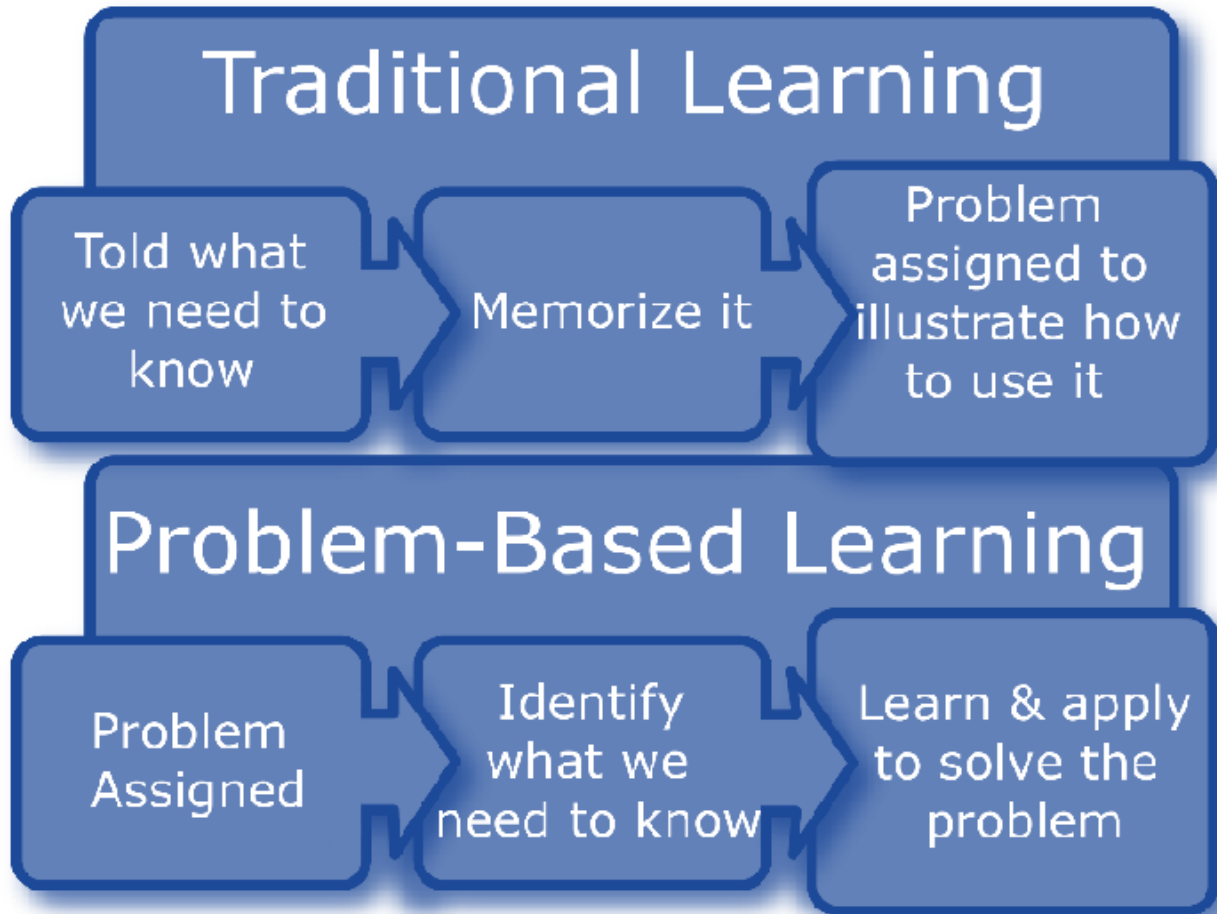 Traditional Learning
Told what
we need to
know
Memorize it
Problem
assigned to
illustrate how
to use it
Problem-Based Learning
Problem
Assigned
Identify
what we
need to know
Learn & apply
to solve the
problem